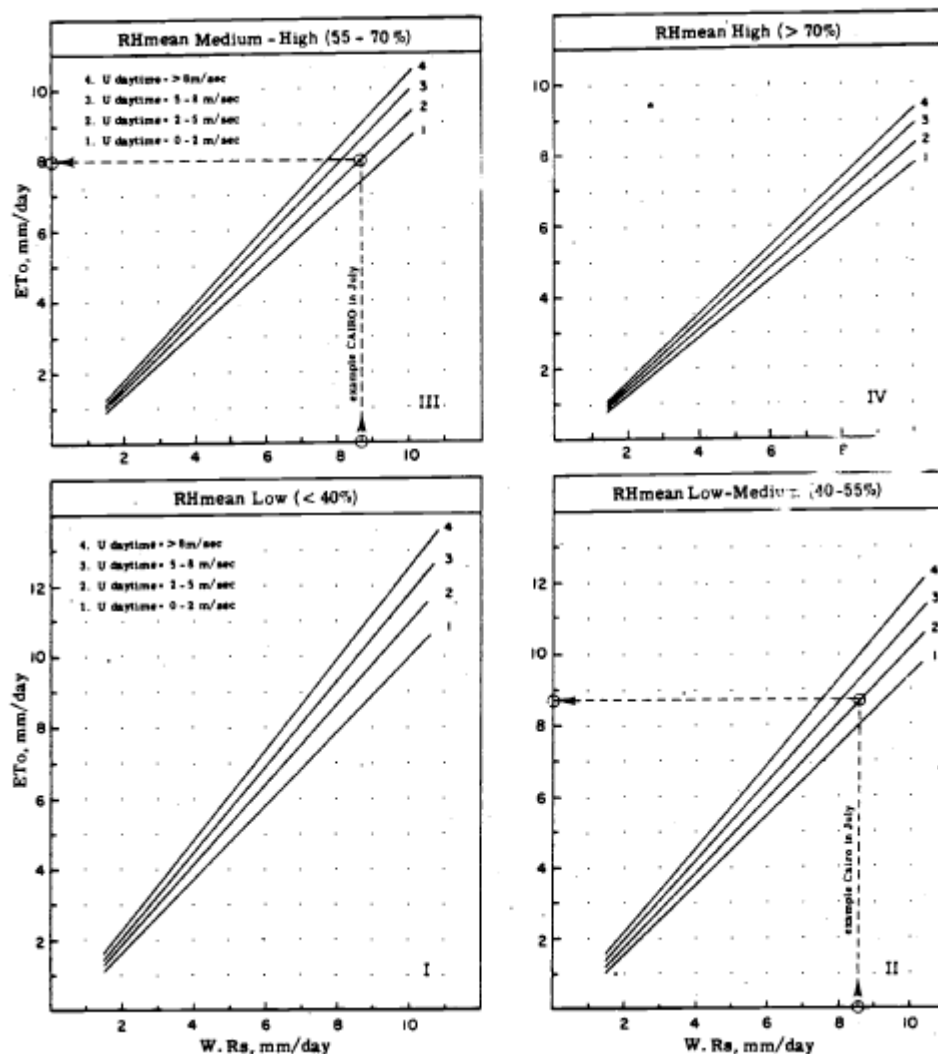 RHmean Medium - High (55 - 70%)
4. U daytime = >8m/sec
3. U daytime = 5 - 8 m/sec
2. U daytime = 2 - 5 m/sec
1. U daytime = 0 - 2 m/sec
10
8
6
4
2
ETo, mm/day
4
3
2
1
example CAIRO in July
III
2 4 6 8 10
RHmean High (> 70%)
10
8
6
4
2
4
3
2
1
IV
2 4 6
RHmean Low (< 40%)
4. U daytime = >8m/sec
3. U daytime = 5 - 8 m/sec
2. U daytime = 2 - 5 m/sec
1. U daytime = 0 - 2 m/sec
12
10
8
6
4
2
ETo, mm/day
4
3
2
1
I
2 4 6 8 10
W. Rs, mm/day
RHmean Low-Medium (40-55%)
12
10
8
6
4
2
4
3
2
1
example Cairo in July
II
2 4 6 8 10
W. Rs, mm/day